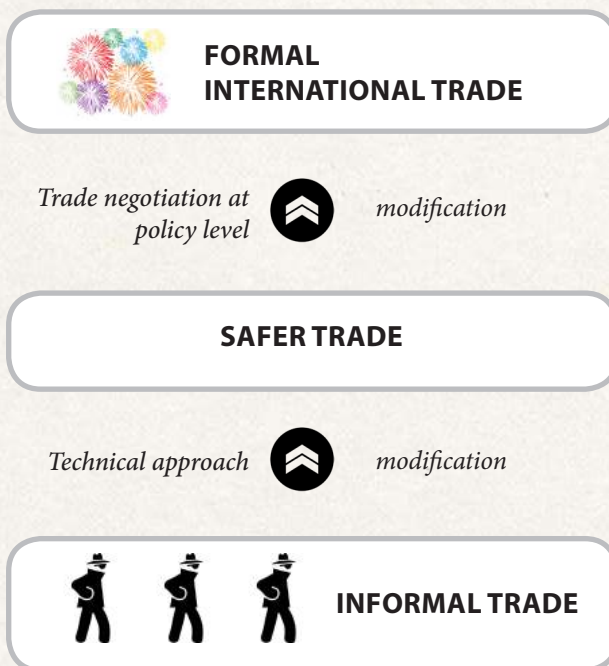 FORMAL
INTERNATIONAL TRADE
Trade negotiation at
policy level
modification
SAFER TRADE
Technical approach
modification
INFORMAL TRADE